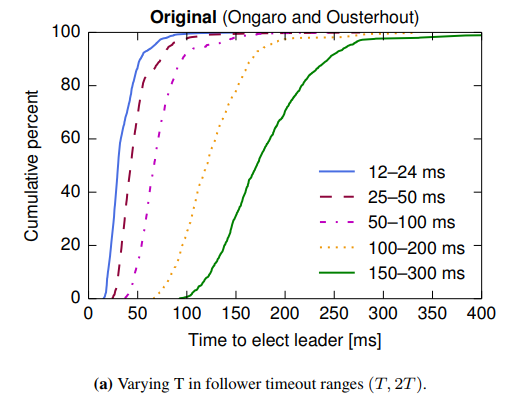 Original (Ongaro and Ousterhout)
100
80
60
40
20
0
Cumulative percent
12–24 ms
25–50 ms
50–100 ms
100–200 ms
150–300 ms
0 50 100 150 200 250 300 350 400
Time to elect leader [ms]
(a) Varying T in follower timeout ranges (T, 2T).